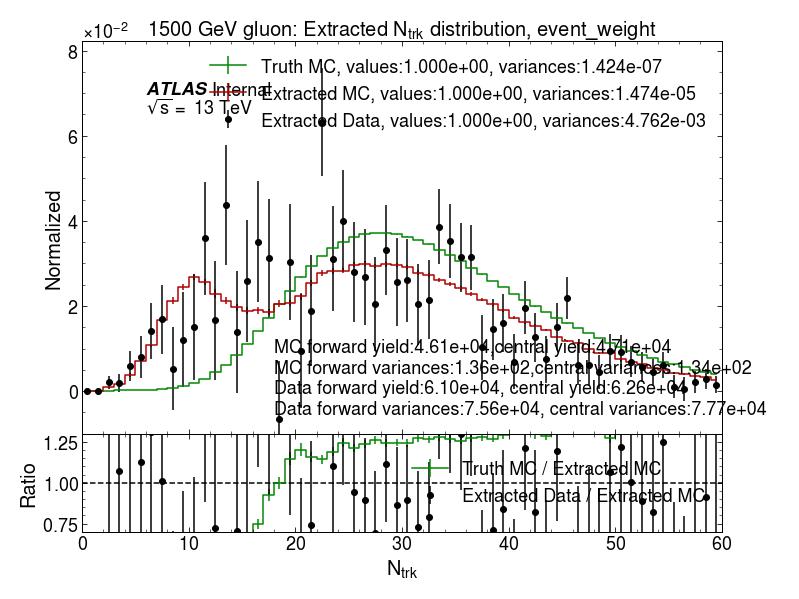 ×10⁻² 1500 GeV gluon: Extracted Nₜᵣₖ distribution, event_weight
Truth MC, values:1.000e+00, variances:1.424e-07
ATLAS Internal
Extracted MC, values:1.000e+00, variances:1.474e-05
√s = 13 TeV
Extracted Data, values:1.000e+00, variances:4.762e-03
8
6
4
2
0
Normalized
MC forward yield:4.61e+04,central yield:4.71e+04
MC forward variances:1.36e+02,central variances:1.34e+02
Data forward yield:6.10e+04, central yield:6.26e+04
Data forward variances:7.56e+04, central variances:7.77e+04
1.25
1.00
0.75
Ratio
Truth MC / Extracted MC
Extracted Data / Extracted MC
0 10 20 30 40 50 60
Nₜᵣₖ